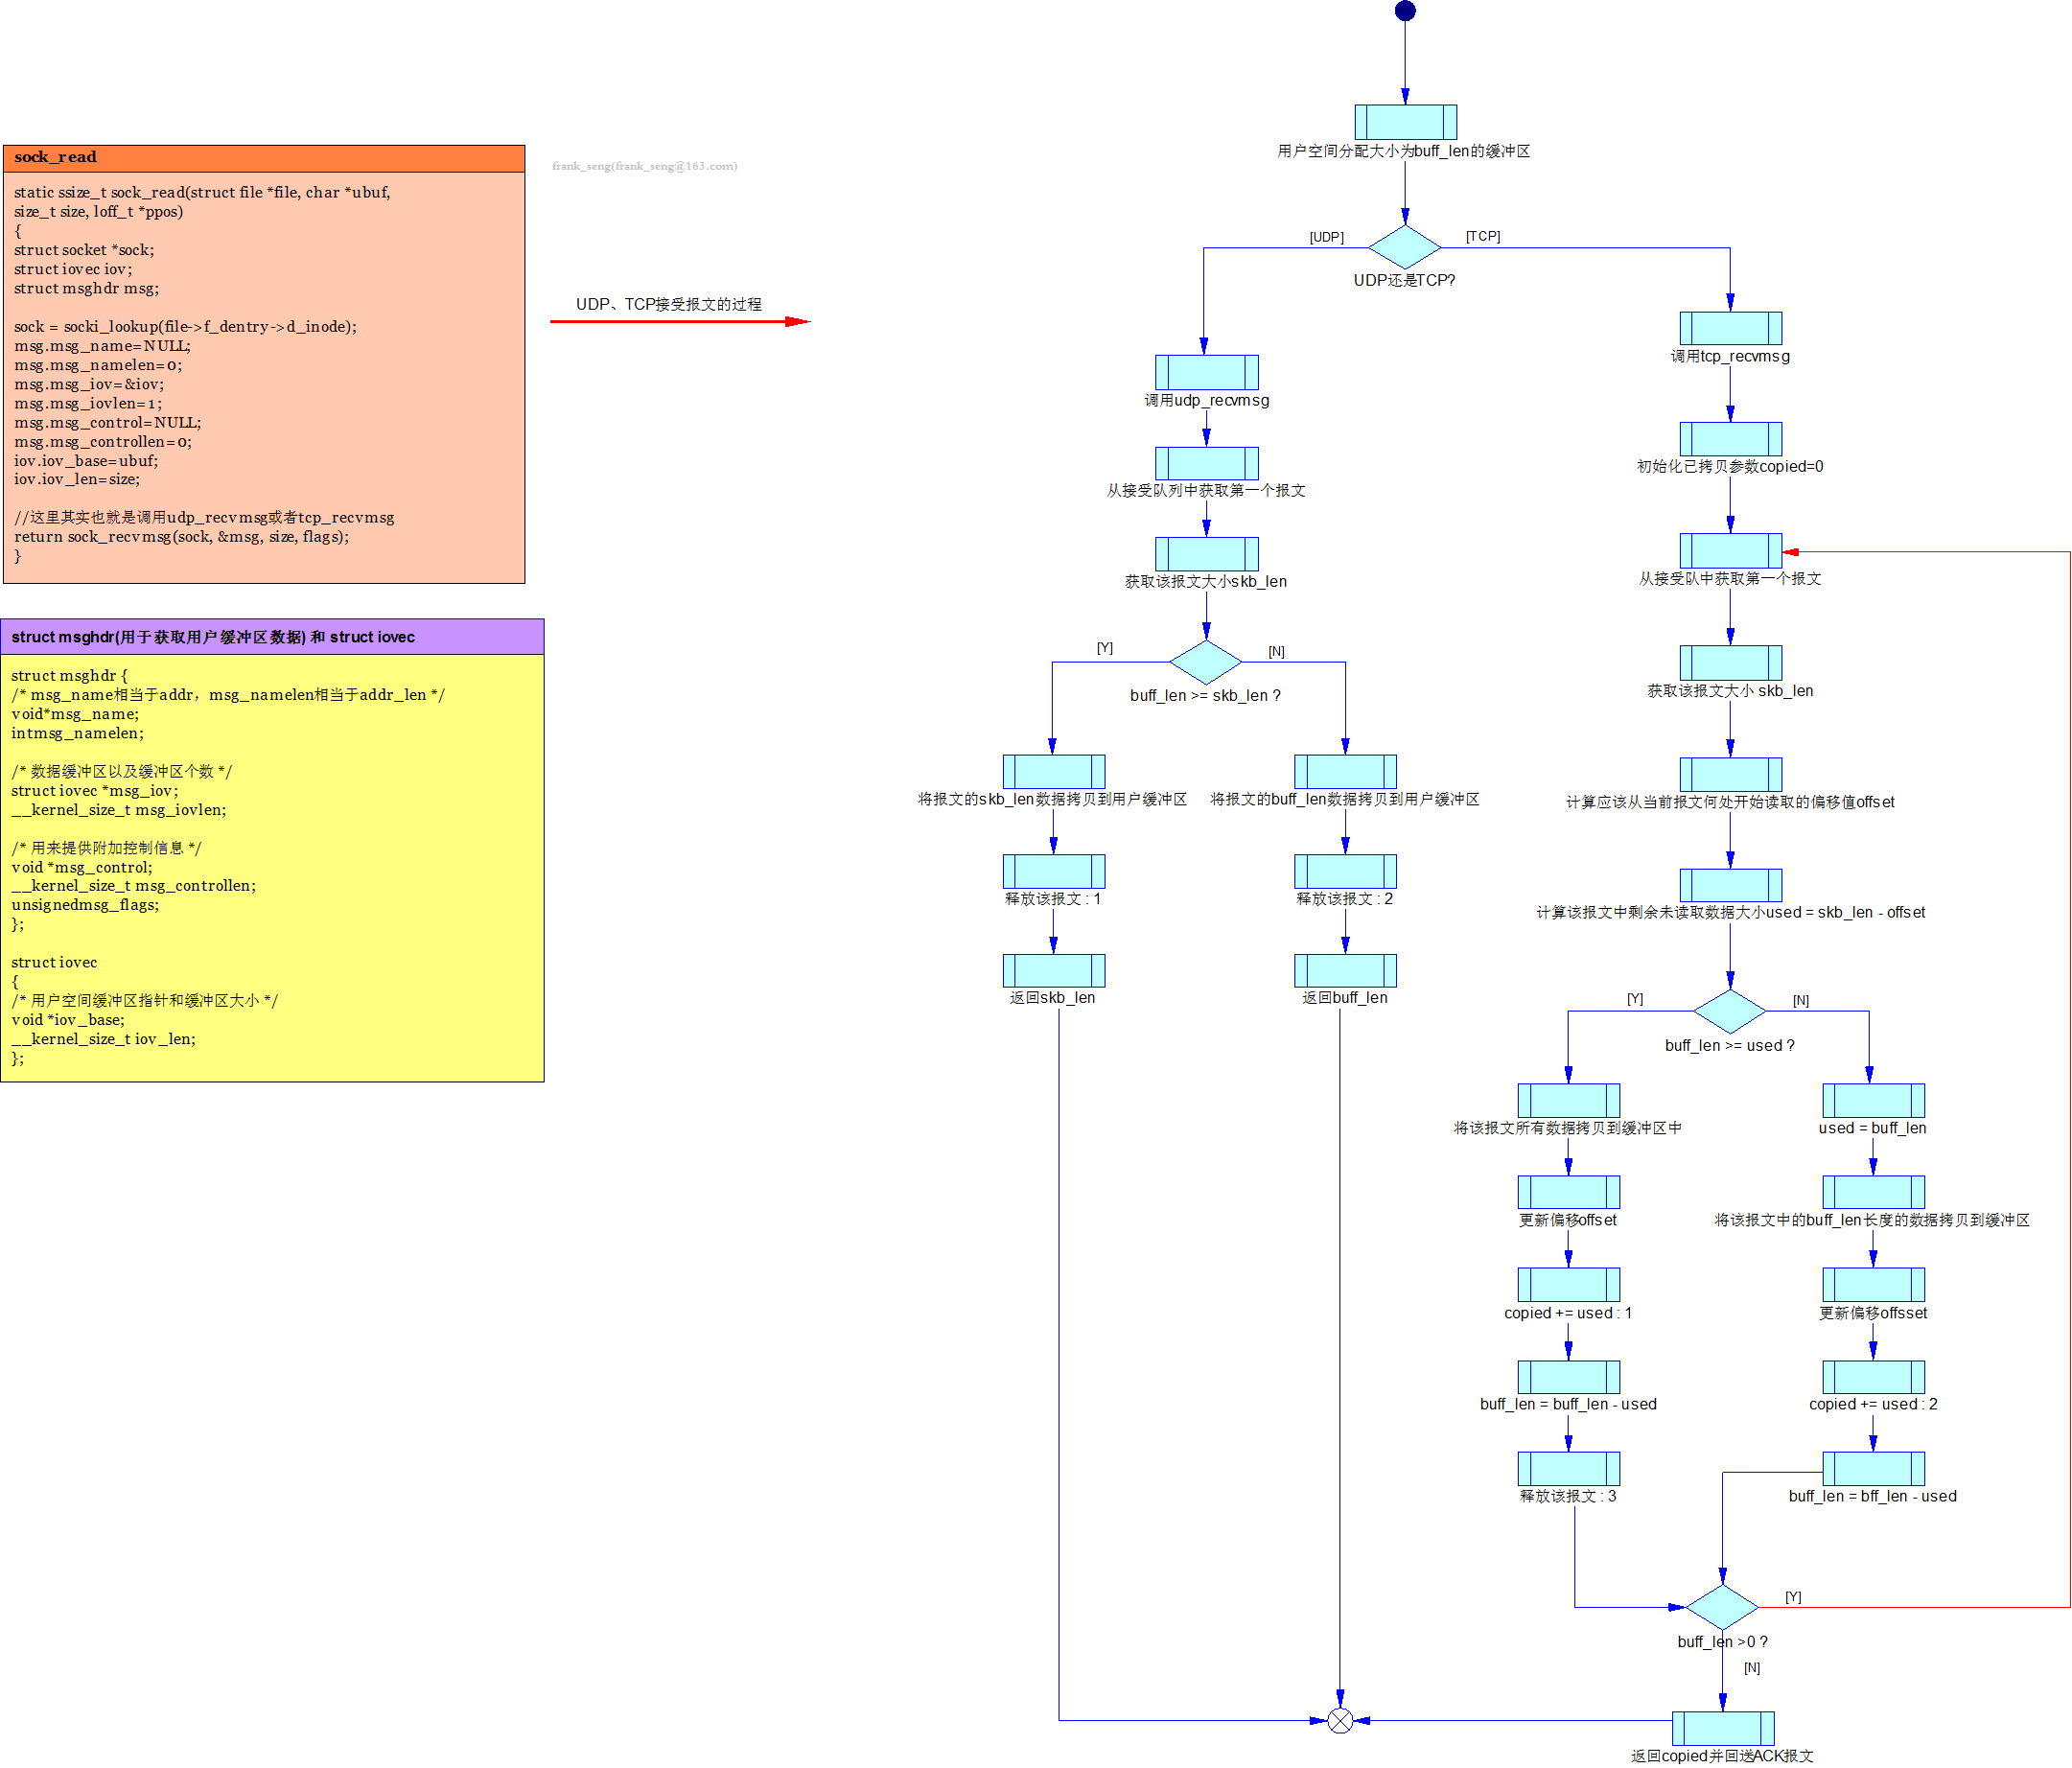 sock_read
static ssize_t sock_read(struct file *file, char *ubuf,
size_t size, loff_t *ppos)
{
struct socket *sock;
struct iovec iov;
struct msghdr msg;
sock = socki_lookup(file->f_dentry->d_inode);
msg.msg_name=NULL;
msg.msg_namelen=0;
msg.msg_iov=&iov;
msg.msg_iovlen=1;
msg.msg_control=NULL;
msg.msg_controllen=0;
iov.iov_base=ubuf;
iov.iov_len=size;
//这里其实也就是调用udp_recvmsg或者tcp_recvmsg
return sock_recvmsg(sock, &msg, size, flags);
}
struct msghdr(用于获取用户缓冲区数据) 和 struct iovec
struct msghdr {
/* msg_name相当于addr，msg_namelen相当于addr_len */
void*msg_name;
intmsg_namelen;
/* 数据缓冲区以及缓冲区个数 */
struct iovec *msg_iov;
__kernel_size_t msg_iovlen;
/* 用来提供附加控制信息 */
void *msg_control;
__kernel_size_t msg_controllen;
unsignedmsg_flags;
};
struct iovec
{
/* 用户空间缓冲区指针和缓冲区大小 */
void *iov_base;
__kernel_size_t iov_len;
};
frank_seng(frank_seng@163.com)
UDP、TCP接受报文的过程
用户空间分配大小为buff_len的缓冲区
[UDP]
[TCP]
UDP还是TCP?
调用udp_recvmsg
从接受队列中获取第一个报文
获取该报文大小skb_len
[Y]
[N]
buff_len >= skb_len ?
将报文的skb_len数据拷贝到用户缓冲区
将报文的buff_len数据拷贝到用户缓冲区
释放该报文 : 1
释放该报文 : 2
返回skb_len
返回buff_len
调用tcp_recvmsg
初始化已拷贝参数copied=0
从接受队中获取第一个报文
获取该报文大小 skb_len
计算应该从当前报文何处开始读取的偏移值offset
计算该报文中剩余未读取数据大小used = skb_len - offset
[Y]
[N]
buff_len >= used ?
将该报文所有数据拷贝到缓冲区中
used = buff_len
更新偏移offset
将该报文中的buff_len长度的数据拷贝到缓冲区
copied += used : 1
更新偏移offsset
buff_len = buff_len - used
copied += used : 2
释放该报文 : 3
buff_len = bff_len - used
[Y]
buff_len >0 ?
[N]
返回copied并回送ACK报文